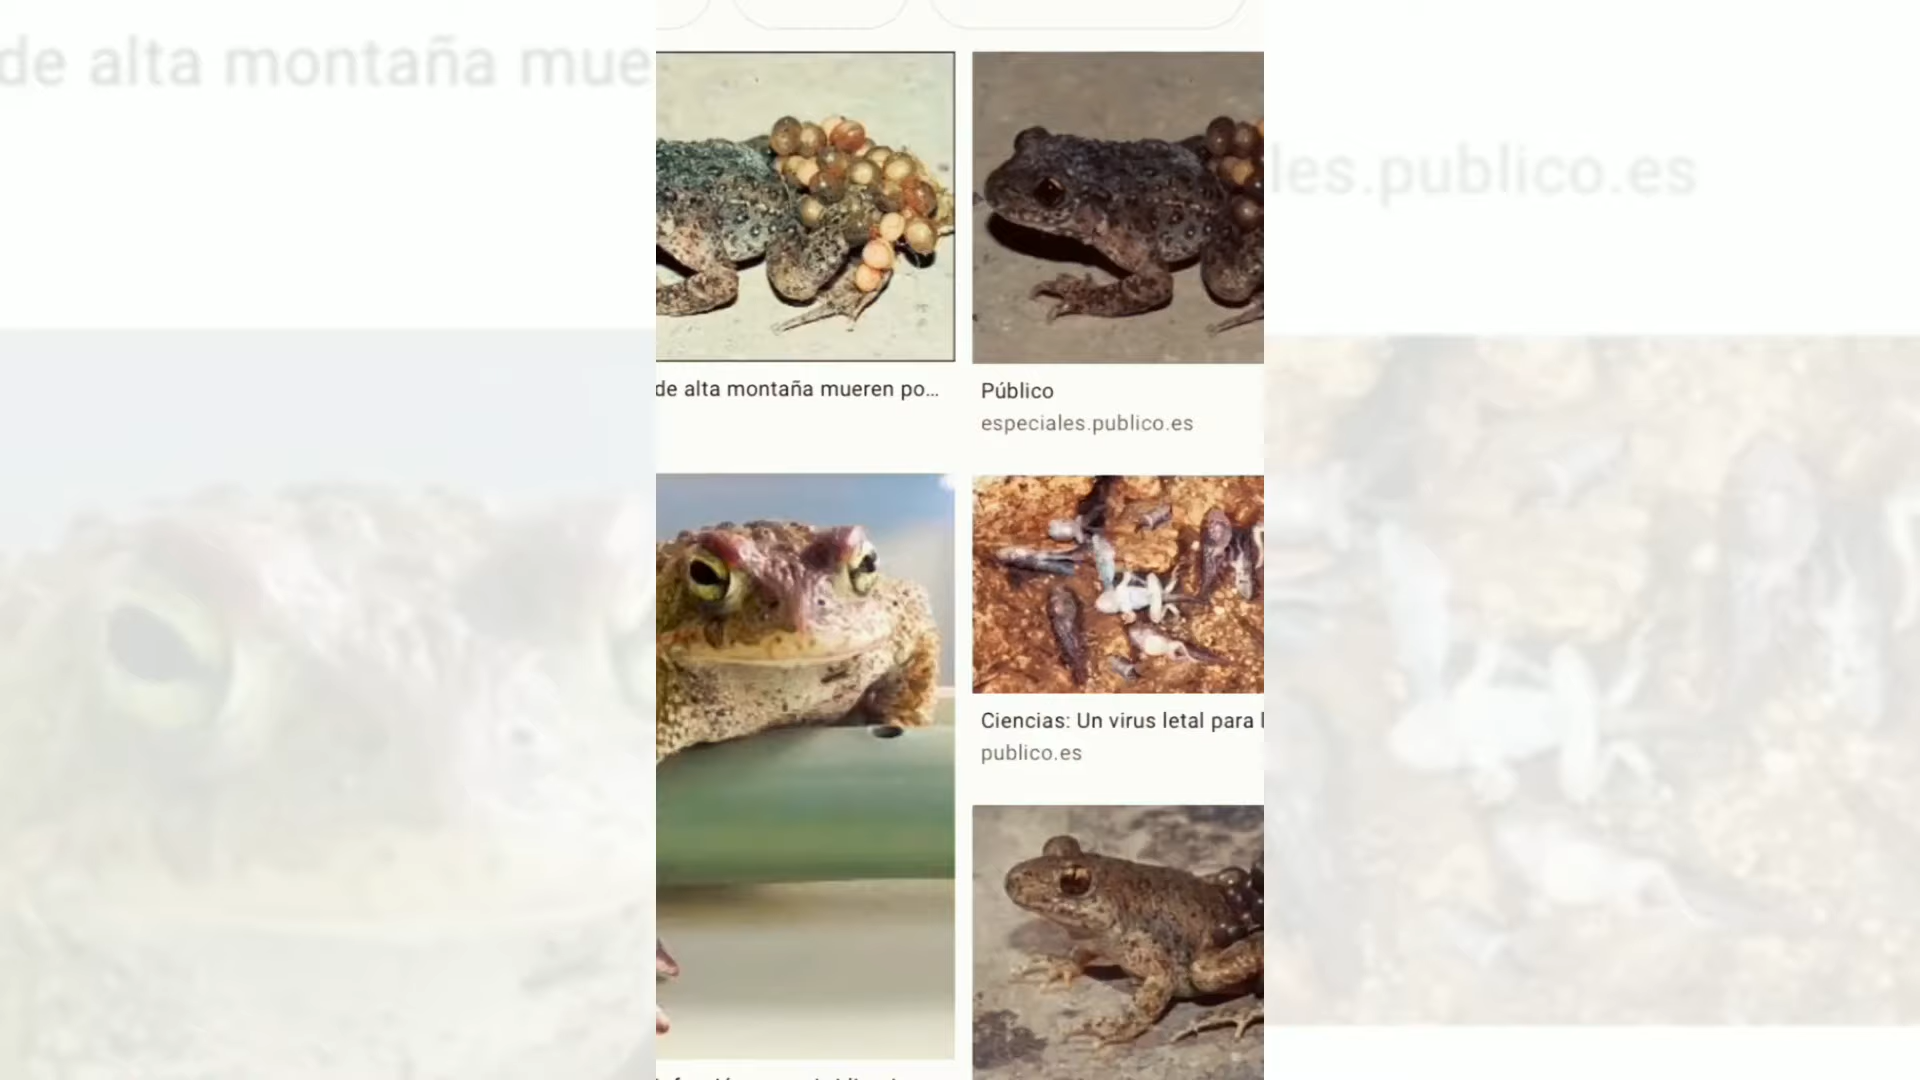 de alta montaña mue
de alta montaña mueren po...
Público
especiales.publico.es
les.publico.es
Ciencias: Un virus letal para
publico.es